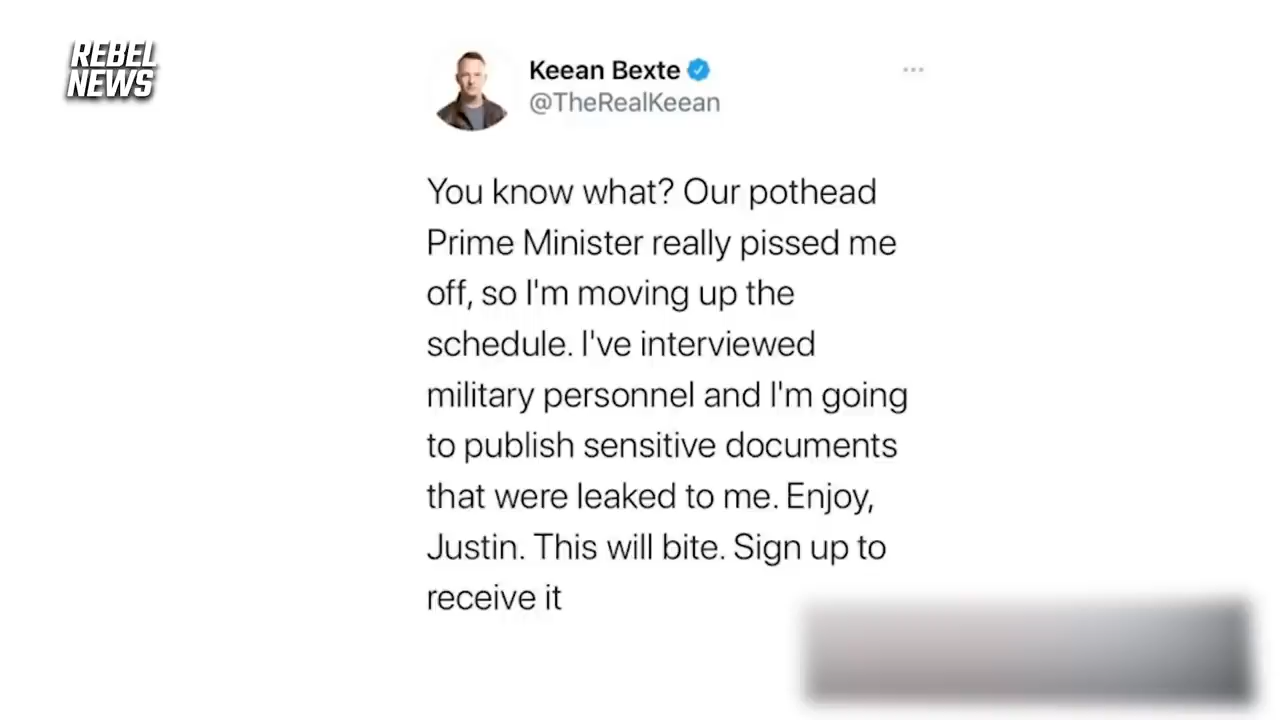 REBEL
NEWS
Keean Bexte
@TheRealKeean
You know what? Our pothead
Prime Minister really pissed me
off, so I'm moving up the
schedule. I've interviewed
military personnel and I'm going
to publish sensitive documents
that were leaked to me. Enjoy,
Justin. This will bite. Sign up to
receive it